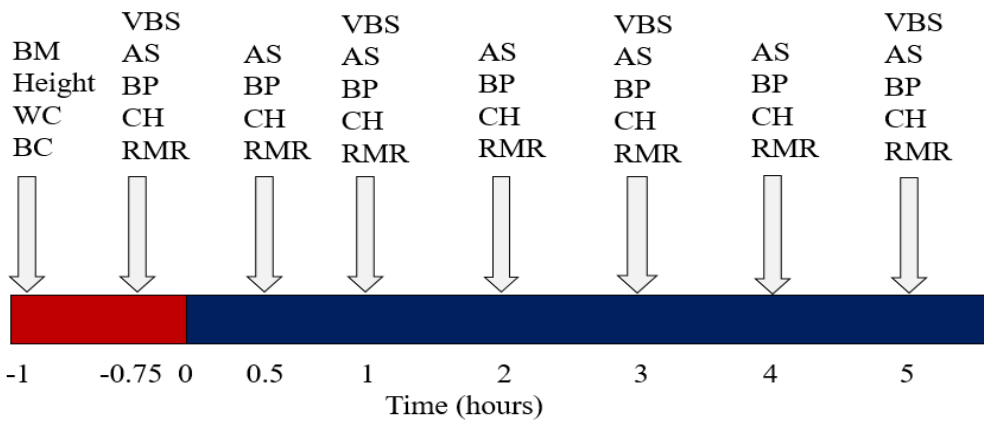 BM
Height
WC
BC
VBS
AS
BP
CH
RMR
AS
BP
CH
RMR
VBS
AS
BP
CH
RMR
AS
BP
CH
RMR
VBS
AS
BP
CH
RMR
AS
BP
CH
RMR
VBS
AS
BP
CH
RMR
-1 -0.75 0 0.5 1 2 3 4 5
Time (hours)